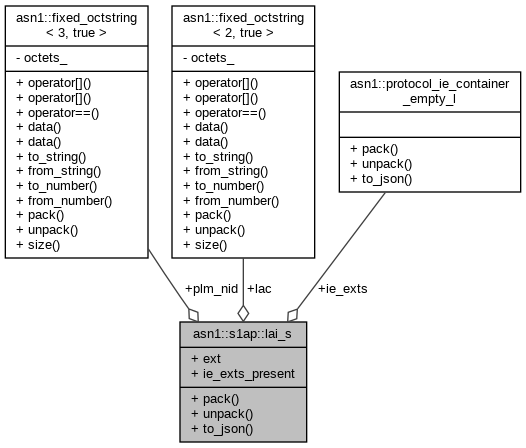 asn1::fixed_octstring
< 3, true >
- octets_
+ operator[]()
+ operator[]()
+ operator==()
+ data()
+ data()
+ to_string()
+ from_string()
+ to_number()
+ from_number()
+ pack()
+ unpack()
+ size()
asn1::fixed_octstring
< 2, true >
- octets_
+ operator[]()
+ operator[]()
+ operator==()
+ data()
+ data()
+ to_string()
+ from_string()
+ to_number()
+ from_number()
+ pack()
+ unpack()
+ size()
asn1::protocol_ie_container
_empty_l
+ pack()
+ unpack()
+ to_json()
+plm_nid
+lac
+ie_exts
asn1::s1ap::lai_s
+ ext
+ ie_exts_present
+ pack()
+ unpack()
+ to_json()